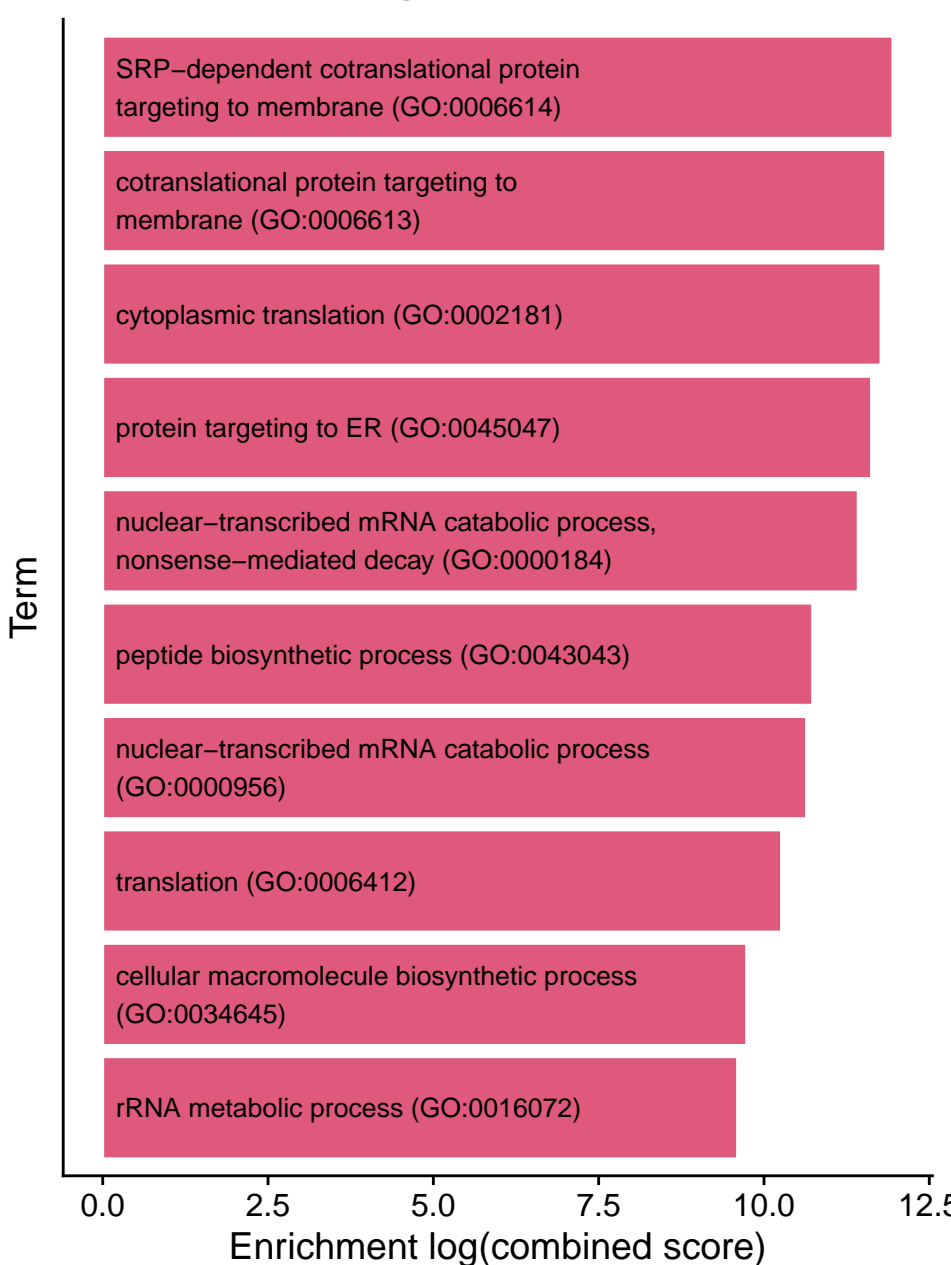 SRP−dependent cotranslational protein
targeting to membrane (GO:0006614)
cotranslational protein targeting to
membrane (GO:0006613)
cytoplasmic translation (GO:0002181)
protein targeting to ER (GO:0045047)
nuclear−transcribed mRNA catabolic process,
nonsense−mediated decay (GO:0000184)
peptide biosynthetic process (GO:0043043)
nuclear−transcribed mRNA catabolic process
(GO:0000956)
translation (GO:0006412)
cellular macromolecule biosynthetic process
(GO:0034645)
rRNA metabolic process (GO:0016072)
Term
0.0 2.5 5.0 7.5 10.0 12.5
Enrichment log(combined score)